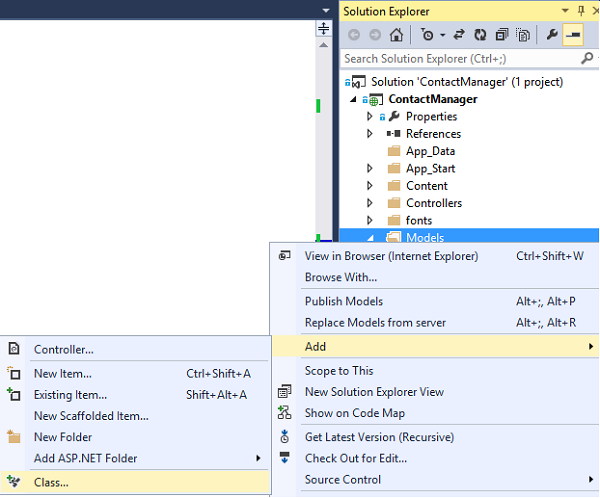 Solution Explorer
Search Solution Explorer (Ctrl+;)
Solution 'ContactManager' (1 project)
ContactManager
Properties
References
App_Data
App_Start
Content
Controllers
fonts
Models
View in Browser (Internet Explorer) Ctrl+Shift+W
Browse With...
Publish Models Alt+;, Alt+P
Replace Models from server Alt+;, Alt+R
Add
Scope to This
New Solution Explorer View
Show on Code Map
Get Latest Version (Recursive)
Check Out for Edit...
Source Control
Controller...
New Item... Ctrl+Shift+A
Existing Item... Shift+Alt+A
New Scaffolded Item...
New Folder
Add ASP.NET Folder
Class...